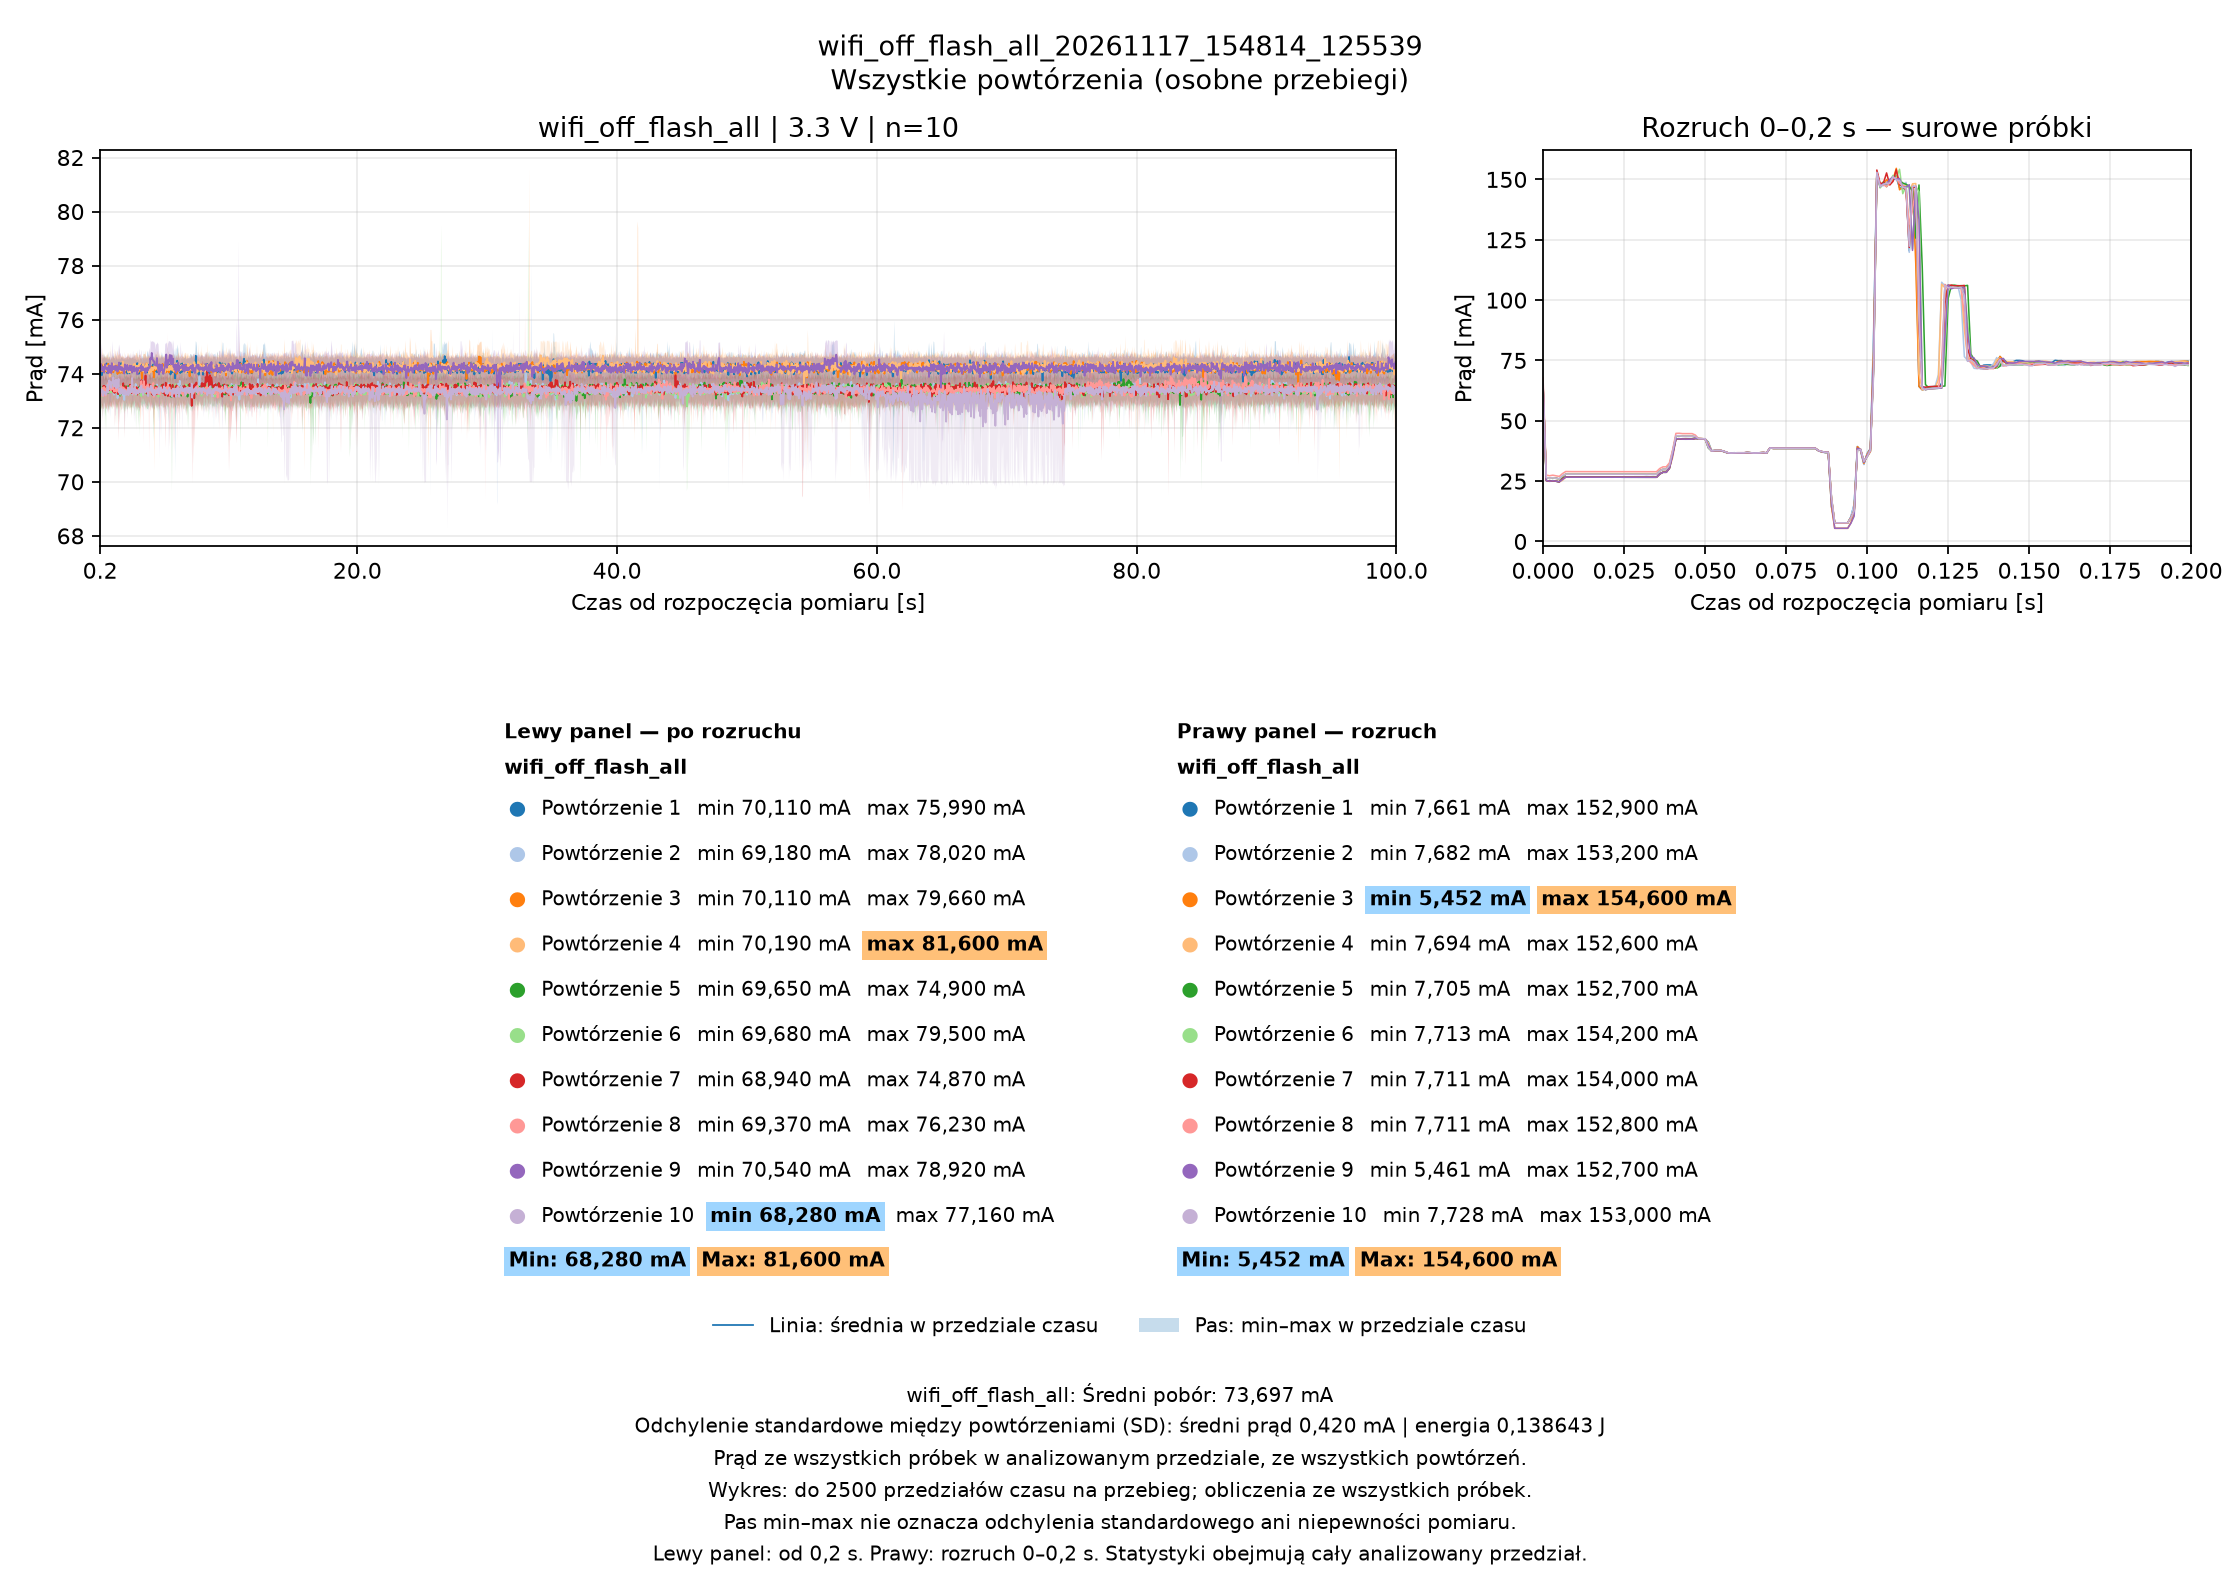 wifi_off_flash_all_20261117_154814_125539
Wszystkie powtórzenia (osobne przebiegi)
wifi_off_flash_all | 3.3 V | n=10
82
80
78
76
74
72
70
68
Prąd [mA]
0.2
20.0
40.0
60.0
80.0
100.0
Czas od rozpoczęcia pomiaru [s]
Rozruch 0–0,2 s — surowe próbki
150
125
100
75
50
25
0
Prąd [mA]
0.000
0.025
0.050
0.075
0.100
0.125
0.150
0.175
0.200
Czas od rozpoczęcia pomiaru [s]
Lewy panel — po rozruchu
wifi_off_flash_all
Powtórzenie 1 min 70,110 mA max 75,990 mA
Powtórzenie 2 min 69,180 mA max 78,020 mA
Powtórzenie 3 min 70,110 mA max 79,660 mA
Powtórzenie 4 min 70,190 mA max 81,600 mA
Powtórzenie 5 min 69,650 mA max 74,900 mA
Powtórzenie 6 min 69,680 mA max 79,500 mA
Powtórzenie 7 min 68,940 mA max 74,870 mA
Powtórzenie 8 min 69,370 mA max 76,230 mA
Powtórzenie 9 min 70,540 mA max 78,920 mA
Powtórzenie 10 min 68,280 mA max 77,160 mA
Min: 68,280 mA Max: 81,600 mA
Prawy panel — rozruch
wifi_off_flash_all
Powtórzenie 1 min 7,661 mA max 152,900 mA
Powtórzenie 2 min 7,682 mA max 153,200 mA
Powtórzenie 3 min 5,452 mA max 154,600 mA
Powtórzenie 4 min 7,694 mA max 152,600 mA
Powtórzenie 5 min 7,705 mA max 152,700 mA
Powtórzenie 6 min 7,713 mA max 154,200 mA
Powtórzenie 7 min 7,711 mA max 154,000 mA
Powtórzenie 8 min 7,711 mA max 152,800 mA
Powtórzenie 9 min 5,461 mA max 152,700 mA
Powtórzenie 10 min 7,728 mA max 153,000 mA
Min: 5,452 mA Max: 154,600 mA
Linia: średnia w przedziale czasu
Pas: min–max w przedziale czasu
wifi_off_flash_all: Średni pobór: 73,697 mA
Odchylenie standardowe między powtórzeniami (SD): średni prąd 0,420 mA | energia 0,138643 J
Prąd ze wszystkich próbek w analizowanym przedziale, ze wszystkich powtórzeń.
Wykres: do 2500 przedziałów czasu na przebieg; obliczenia ze wszystkich próbek.
Pas min–max nie oznacza odchylenia standardowego ani niepewności pomiaru.
Lewy panel: od 0,2 s. Prawy: rozruch 0–0,2 s. Statystyki obejmują cały analizowany przedział.